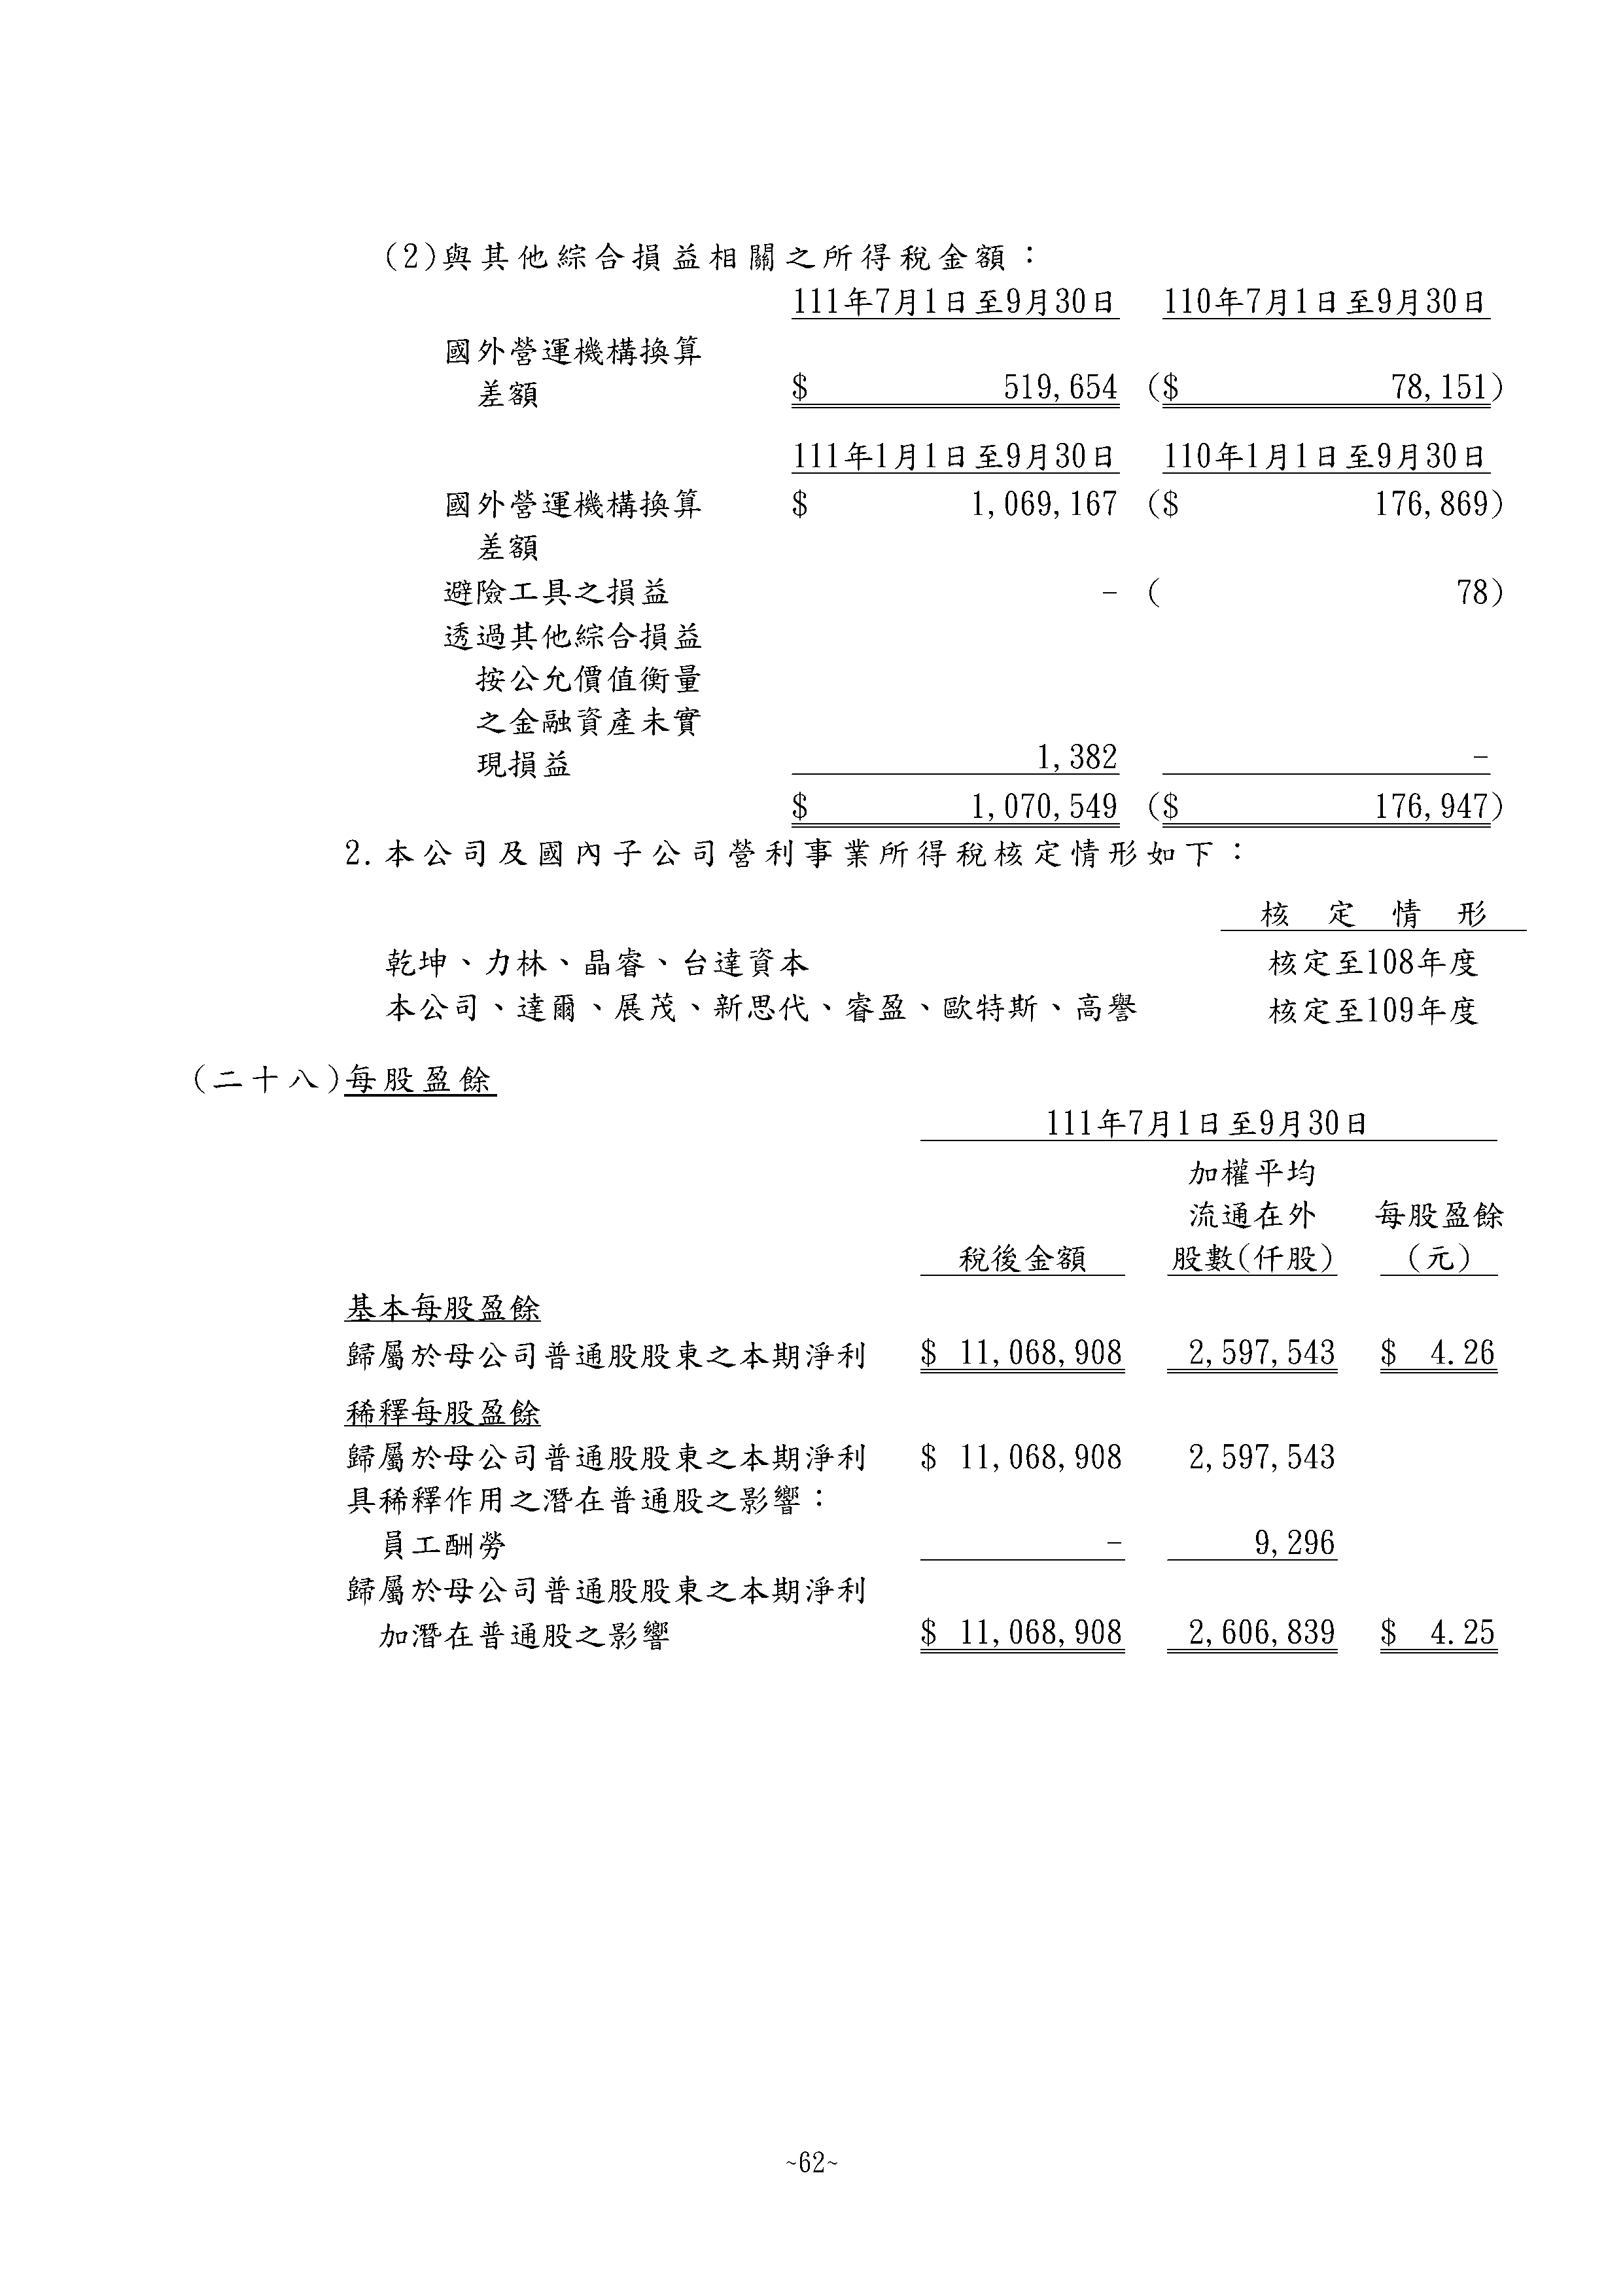 (2)與其他綜合損益相關之所得稅金額：
111年7月1日至9月30日 110年7月1日至9月30日
國外營運機構換算
差額 $ 519,654 ($ 78,151)
111年1月1日至9月30日 110年1月1日至9月30日
國外營運機構換算 $ 1,069,167 ($ 176,869)
差額
避險工具之損益 - ( 78)
透過其他綜合損益
按公允價值衡量
之金融資產未實
現損益 1,382 -
$ 1,070,549 ($ 176,947)
2.本公司及國內子公司營利事業所得稅核定情形如下：
核定情形
乾坤、力林、晶睿、台達資本 核定至108年度
本公司、達爾、展茂、新思代、睿盈、歐特斯、高譽 核定至109年度
(二十八)每股盈餘
111年7月1日至9月30日
加權平均
流通在外 每股盈餘
稅後金額 股數(仟股) (元)
基本每股盈餘
歸屬於母公司普通股股東之本期淨利 $ 11,068,908 2,597,543 $ 4.26
稀釋每股盈餘
歸屬於母公司普通股股東之本期淨利 $ 11,068,908 2,597,543
具稀釋作用之潛在普通股之影響：
員工酬勞 - 9,296
歸屬於母公司普通股股東之本期淨利
加潛在普通股之影響 $ 11,068,908 2,606,839 $ 4.25
~62~